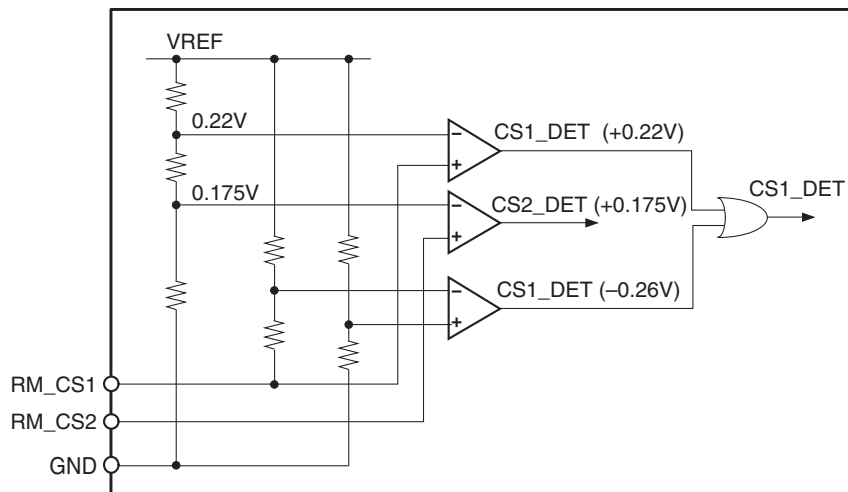 VREF
0.22V
CS1_DET (+0.22V)
CS1_DET
0.175V
CS2_DET (+0.175V)
CS1_DET (–0.26V)
RM_CS1
RM_CS2
GND